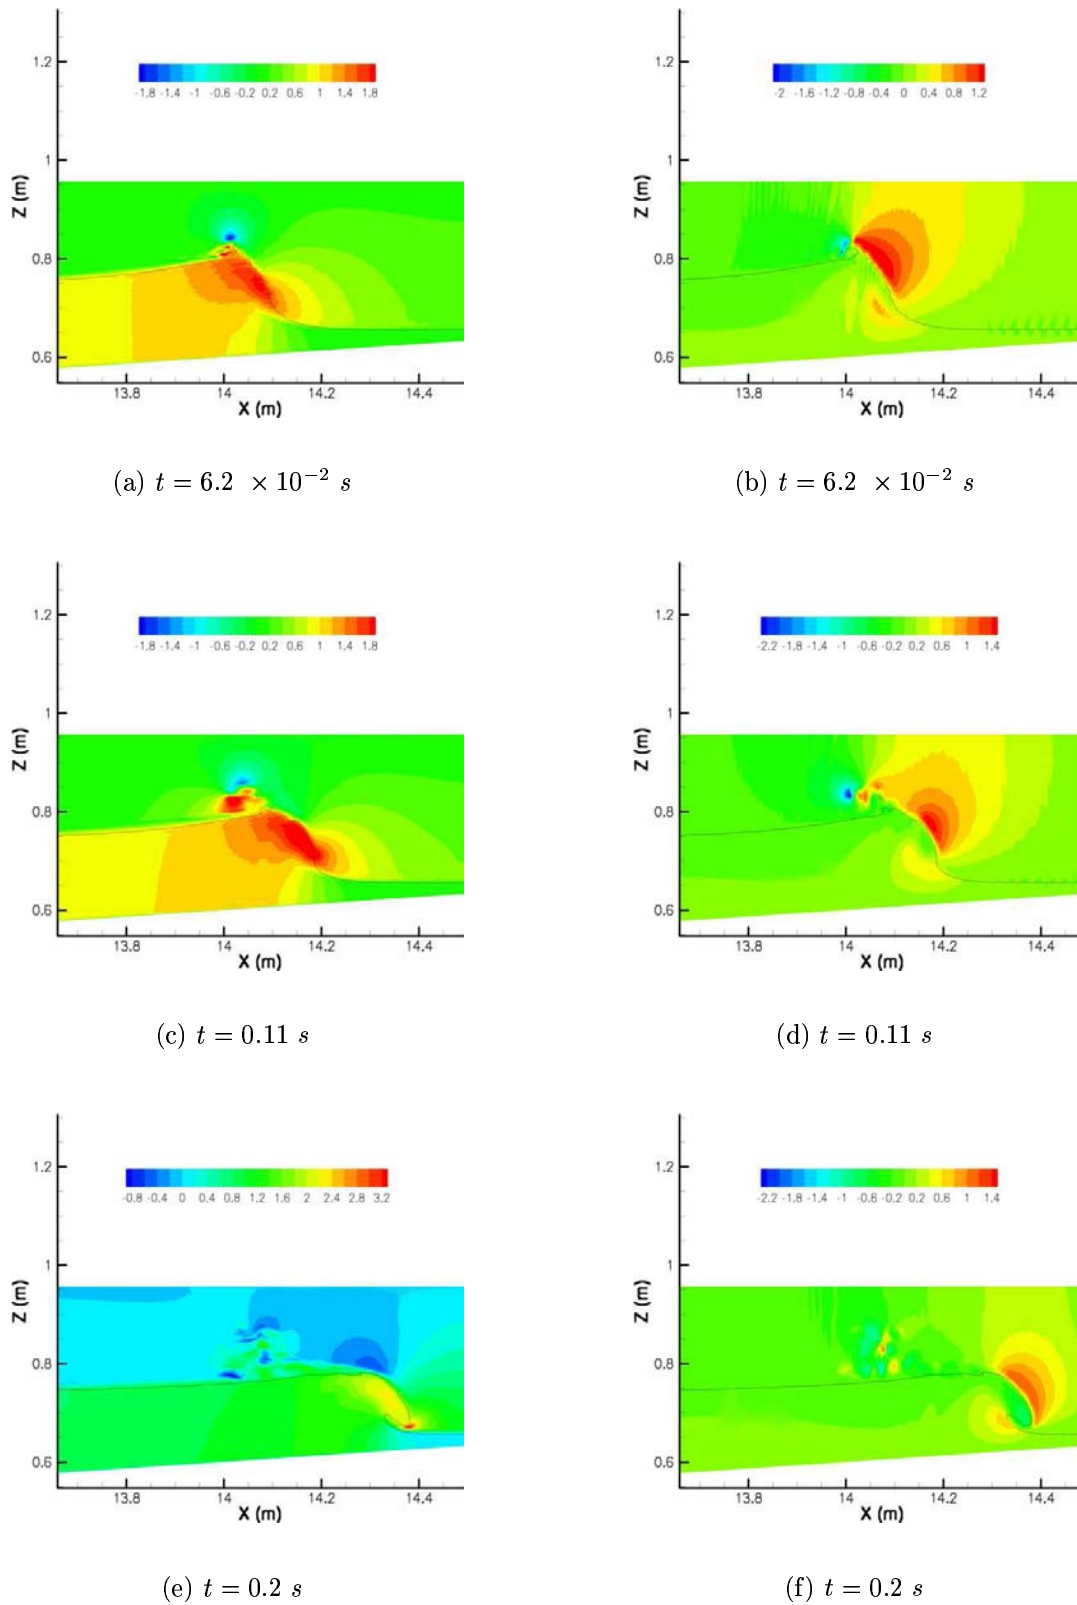 1.2
-1.8 -1.4 -1 -0.6 -0.2 0.2 0.6 1 1.4 1.8
1
Z (m)
0.8
0.6
13.8 14 14.2 14.4
X (m)
(a) t = 6.2 × 10⁻² s
1.2
-2 -1.6 -1.2 -0.8 -0.4 0 0.4 0.8 1.2
1
Z (m)
0.8
0.6
13.8 14 14.2 14.4
X (m)
(b) t = 6.2 × 10⁻² s
1.2
-1.8 -1.4 -1 -0.6 -0.2 0.2 0.6 1 1.4 1.8
1
Z (m)
0.8
0.6
13.8 14 14.2 14.4
X (m)
(c) t = 0.11 s
1.2
-2.2 -1.8 -1.4 -1 -0.6 -0.2 0.2 0.6 1 1.4
1
Z (m)
0.8
0.6
13.8 14 14.2 14.4
X (m)
(d) t = 0.11 s
1.2
-0.8 -0.4 0 0.4 0.8 1.2 1.6 2 2.4 2.8 3.2
1
Z (m)
0.8
0.6
13.8 14 14.2 14.4
X (m)
(e) t = 0.2 s
1.2
-2.2 -1.8 -1.4 -1 -0.6 -0.2 0.2 0.6 1 1.4
1
Z (m)
0.8
0.6
13.8 14 14.2 14.4
X (m)
(f) t = 0.2 s